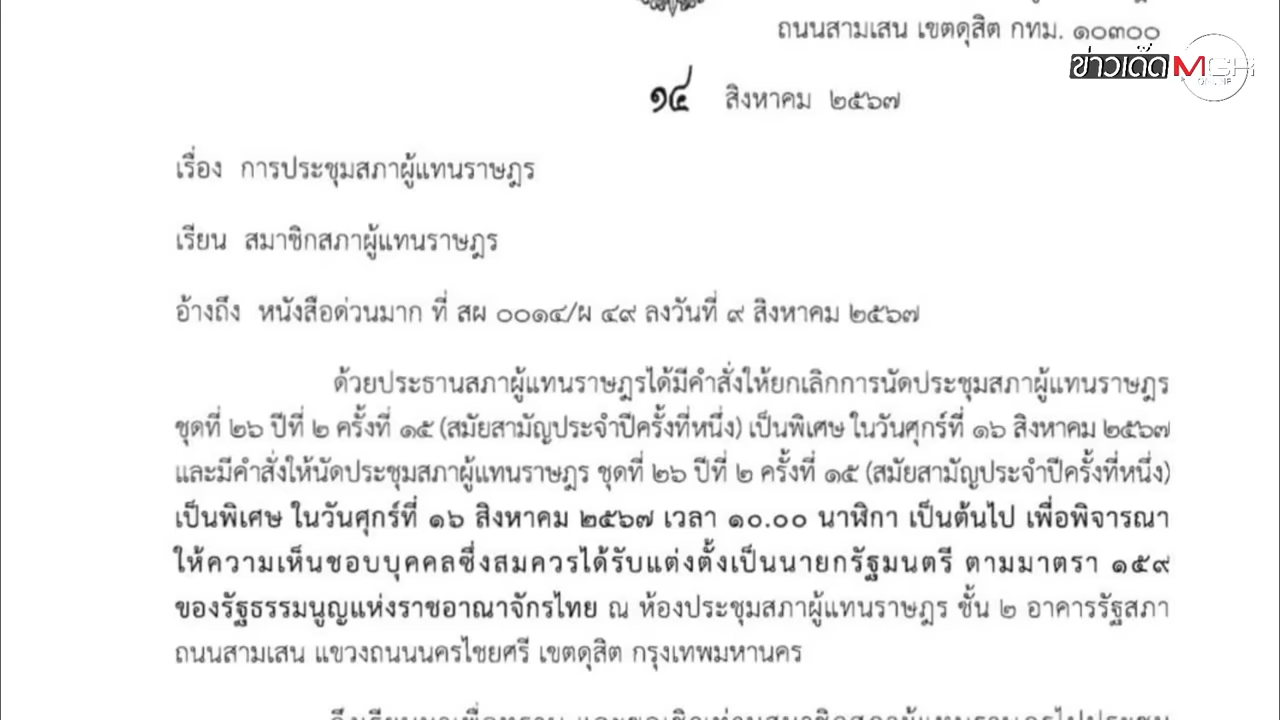 ถนนสามเสน เขตดุสิต กทม. ๑๐๓๐๐
ข่าวเด็ด MGR
ONLINE
๑๔ สิงหาคม ๒๕๖๗
เรื่อง การประชุมสภาผู้แทนราษฎร
เรียน สมาชิกสภาผู้แทนราษฎร
อ้างถึง หนังสือด่วนมาก ที่ สผ ๐๐๑๔/ผ ๔๙ ลงวันที่ ๙ สิงหาคม ๒๕๖๗
ด้วยประธานสภาผู้แทนราษฎรได้มีคำสั่งให้ยกเลิกการนัดประชุมสภาผู้แทนราษฎร
ชุดที่ ๒๖ ปีที่ ๒ ครั้งที่ ๑๕ (สมัยสามัญประจำปีครั้งที่หนึ่ง) เป็นพิเศษ ในวันศุกร์ที่ ๑๖ สิงหาคม ๒๕๖๗
และมีคำสั่งให้นัดประชุมสภาผู้แทนราษฎร ชุดที่ ๒๖ ปีที่ ๒ ครั้งที่ ๑๕ (สมัยสามัญประจำปีครั้งที่หนึ่ง)
เป็นพิเศษ ในวันศุกร์ที่ ๑๖ สิงหาคม ๒๕๖๗ เวลา ๑๐.๐๐ นาฬิกา เป็นต้นไป เพื่อพิจารณา
ให้ความเห็นชอบบุคคลซึ่งสมควรได้รับแต่งตั้งเป็นนายกรัฐมนตรี ตามมาตรา ๑๕๙
ของรัฐธรรมนูญแห่งราชอาณาจักรไทย ณ ห้องประชุมสภาผู้แทนราษฎร ชั้น ๒ อาคารรัฐสภา
ถนนสามเสน แขวงถนนนครไชยศรี เขตดุสิต กรุงเทพมหานคร